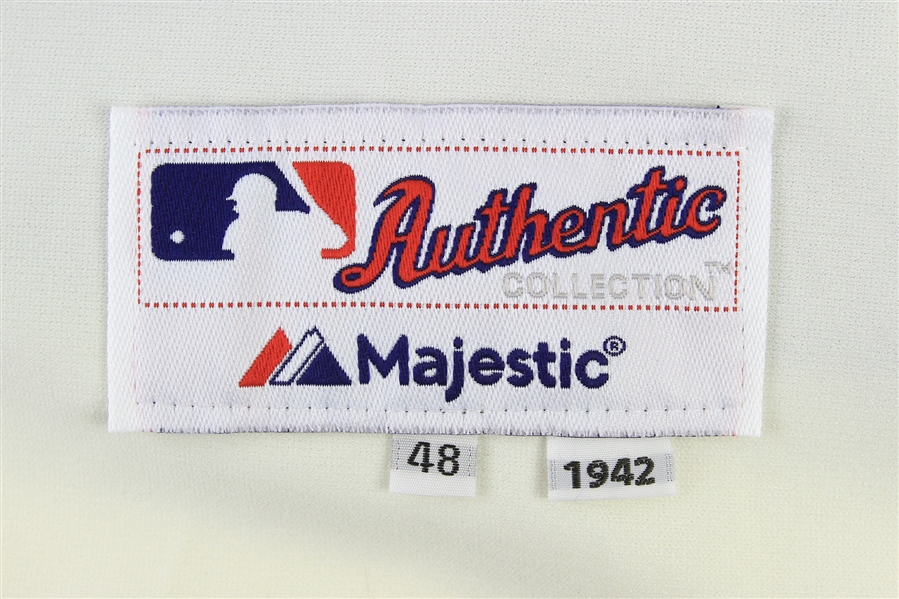 Authentic
COLLECTION™
Majestic®
48
1942